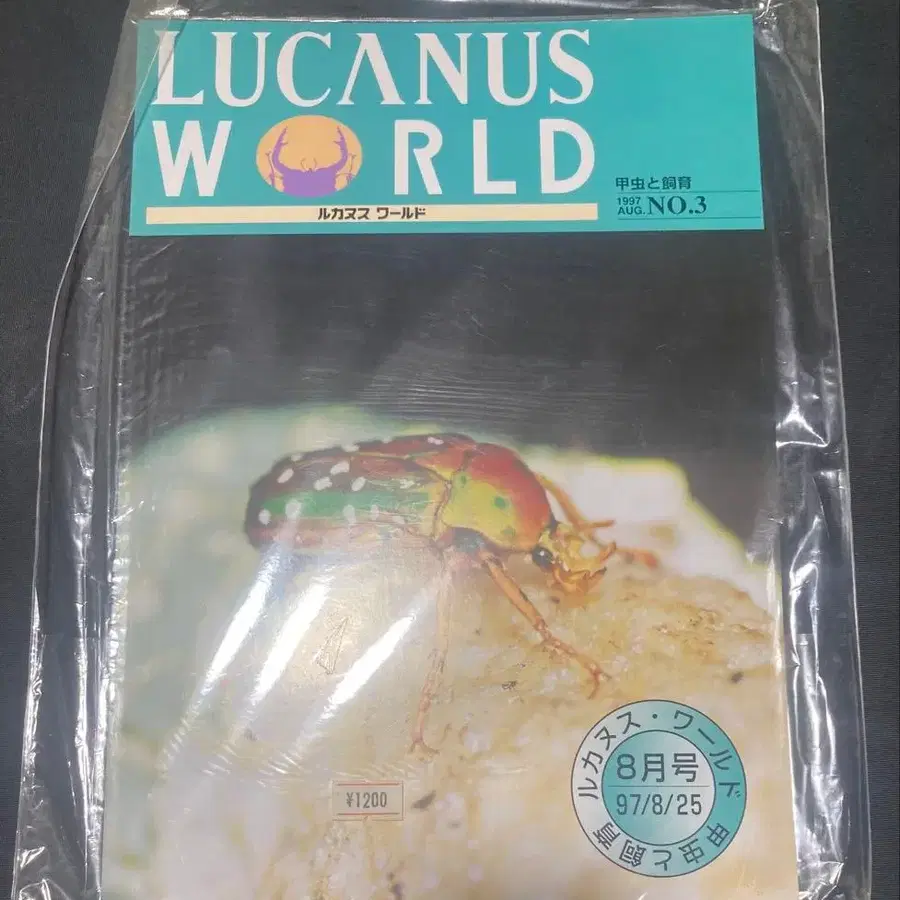 LUCANUS
W RLD
ルカヌス ワールド
甲虫と飼育
1997
AUG. NO.3
ルカヌス・ワールド
8月号
97/8/25
甲虫と飼育
¥1200